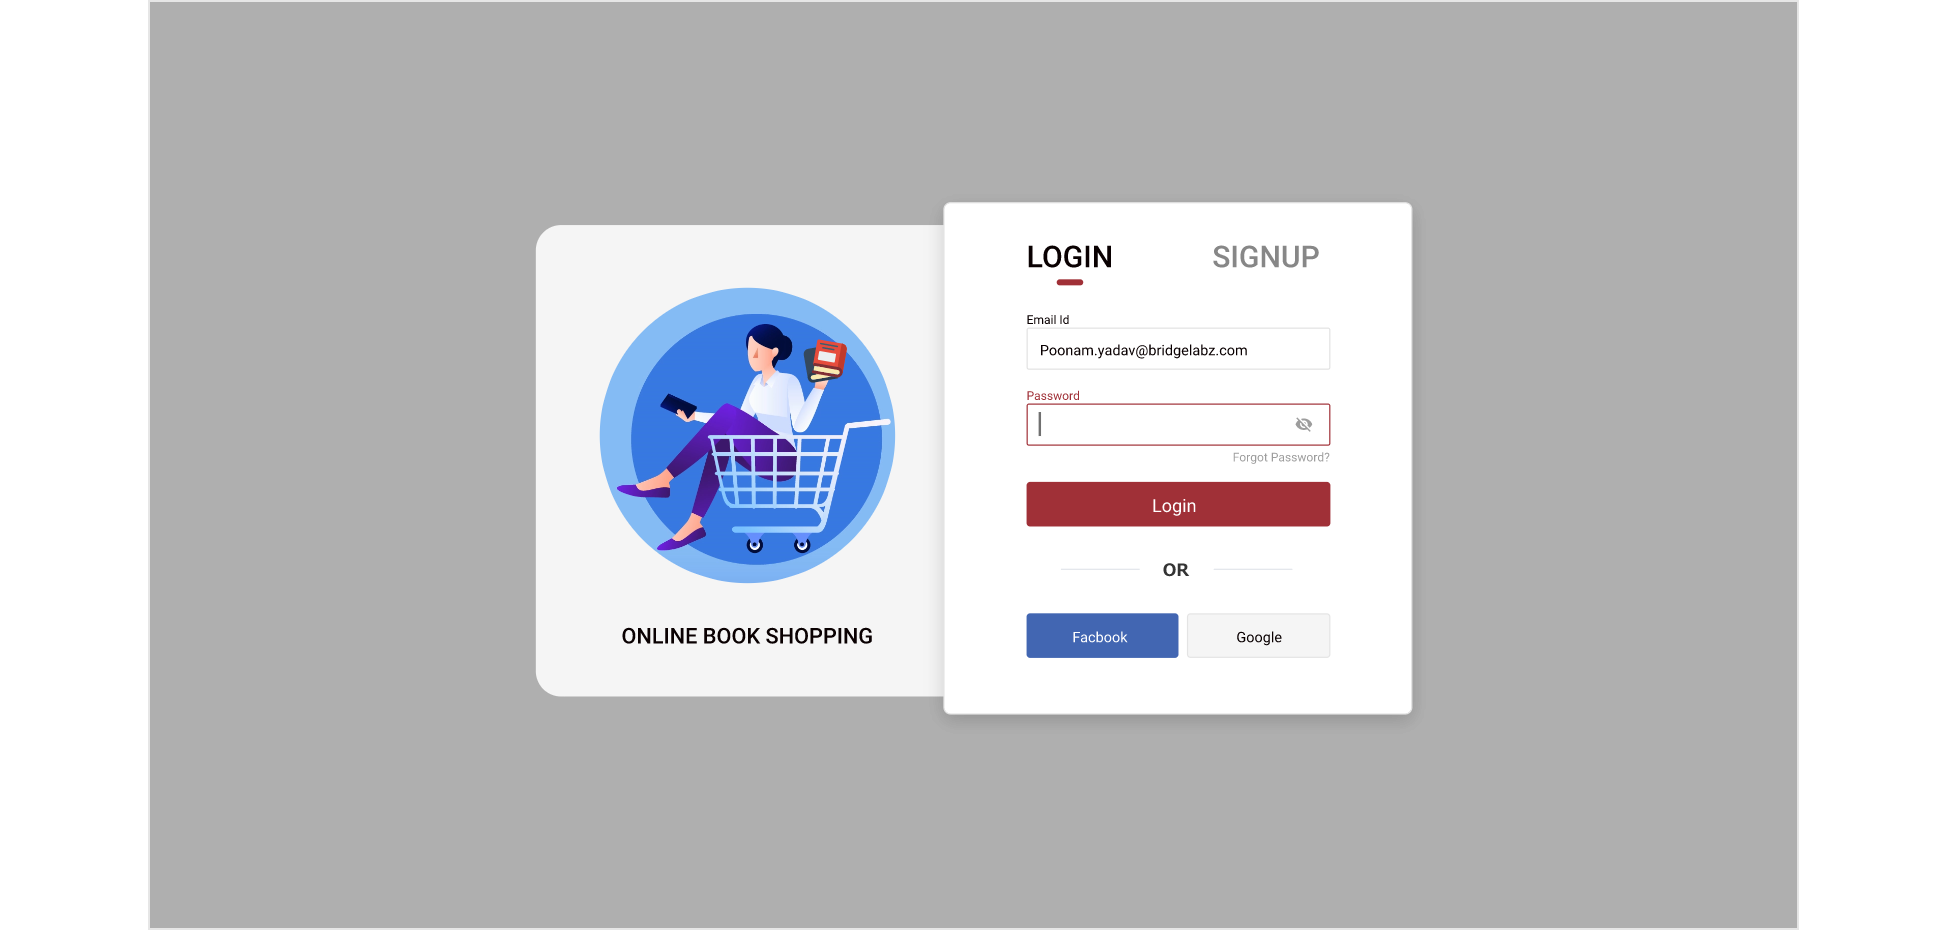 LOGIN SIGNUP
Email Id
Poonam.yadav@bridgelabz.com
Password
Forgot Password?
Login
OR
Facbook Google
ONLINE BOOK SHOPPING